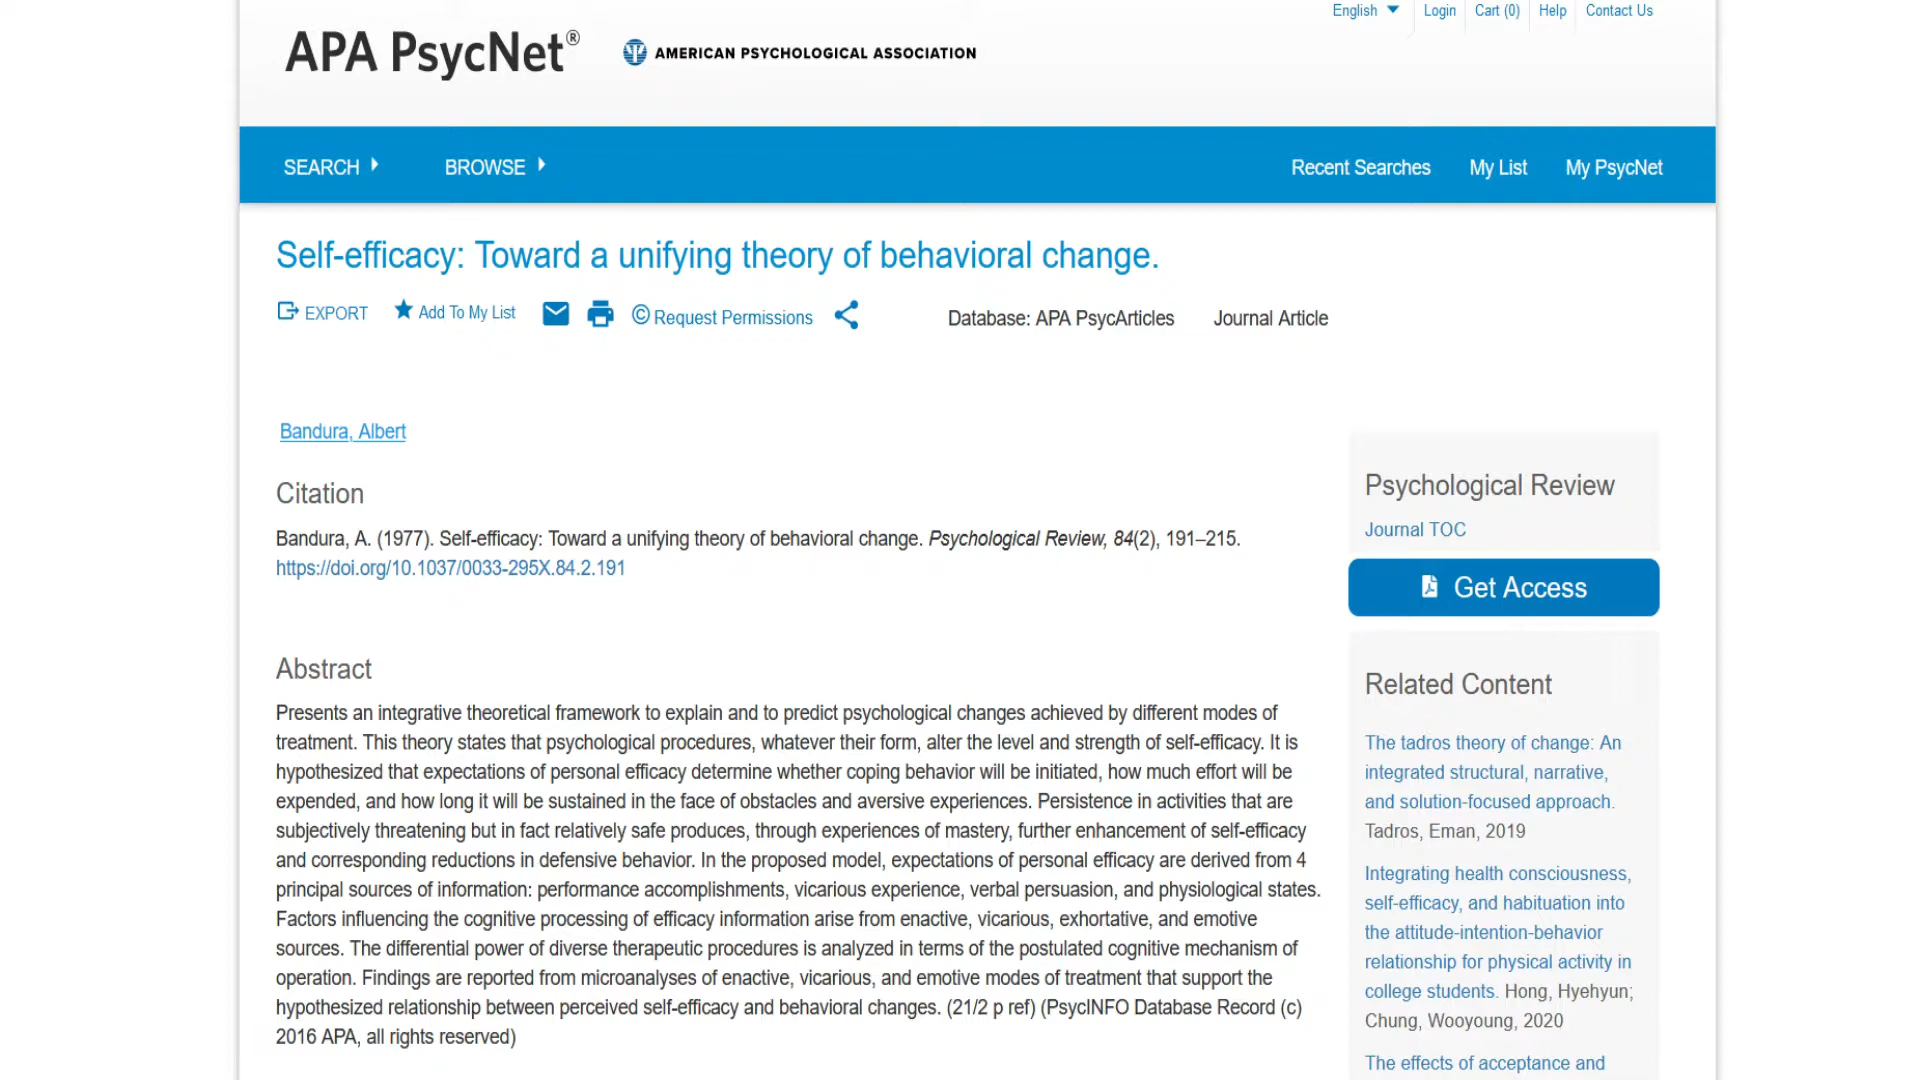 English
Login
Cart (0)
Help
Contact Us
APA PsycNet®
AMERICAN PSYCHOLOGICAL ASSOCIATION
SEARCH
BROWSE
Recent Searches
My List
My PsycNet
Self-efficacy: Toward a unifying theory of behavioral change.
EXPORT
Add To My List
© Request Permissions
Database: APA PsycArticles
Journal Article
Bandura, Albert
Citation
Bandura, A. (1977). Self-efficacy: Toward a unifying theory of behavioral change. Psychological Review, 84(2), 191–215.
https://doi.org/10.1037/0033-295X.84.2.191
Abstract
Presents an integrative theoretical framework to explain and to predict psychological changes achieved by different modes of
treatment. This theory states that psychological procedures, whatever their form, alter the level and strength of self-efficacy. It is
hypothesized that expectations of personal efficacy determine whether coping behavior will be initiated, how much effort will be
expended, and how long it will be sustained in the face of obstacles and aversive experiences. Persistence in activities that are
subjectively threatening but in fact relatively safe produces, through experiences of mastery, further enhancement of self-efficacy
and corresponding reductions in defensive behavior. In the proposed model, expectations of personal efficacy are derived from 4
principal sources of information: performance accomplishments, vicarious experience, verbal persuasion, and physiological states.
Factors influencing the cognitive processing of efficacy information arise from enactive, vicarious, exhortative, and emotive
sources. The differential power of diverse therapeutic procedures is analyzed in terms of the postulated cognitive mechanism of
operation. Findings are reported from microanalyses of enactive, vicarious, and emotive modes of treatment that support the
hypothesized relationship between perceived self-efficacy and behavioral changes. (21/2 p ref) (PsycINFO Database Record (c)
2016 APA, all rights reserved)
Psychological Review
Journal TOC
Get Access
Related Content
The tadros theory of change: An
integrated structural, narrative,
and solution-focused approach.
Tadros, Eman, 2019
Integrating health consciousness,
self-efficacy, and habituation into
the attitude-intention-behavior
relationship for physical activity in
college students. Hong, Hyehyun;
Chung, Wooyoung, 2020
The effects of acceptance and